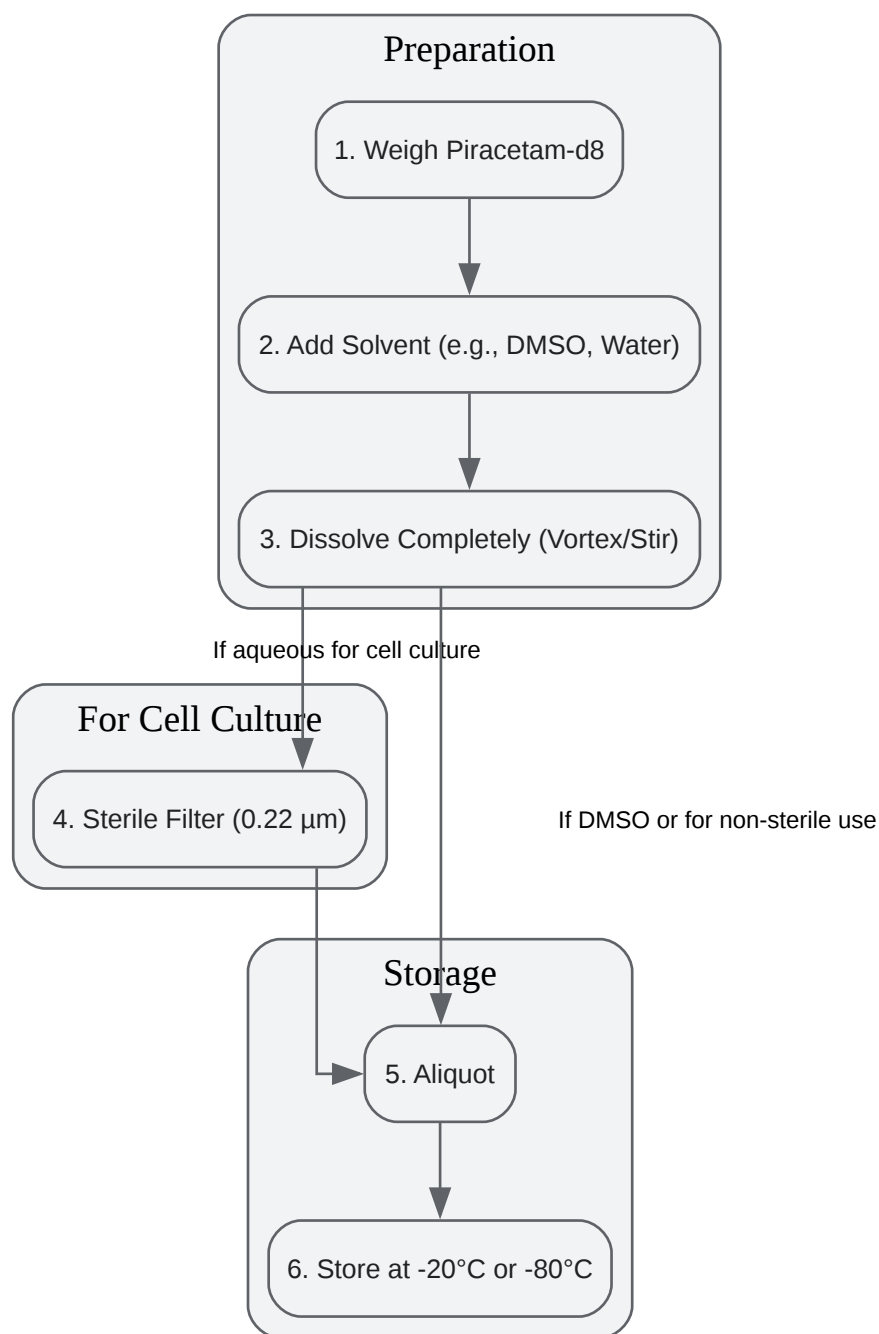 Preparation
1. Weigh Piracetam-d8
2. Add Solvent (e.g., DMSO, Water)
3. Dissolve Completely (Vortex/Stir)
If aqueous for cell culture
For Cell Culture
4. Sterile Filter (0.22 µm)
If DMSO or for non-sterile use
Storage
5. Aliquot
6. Store at -20°C or -80°C